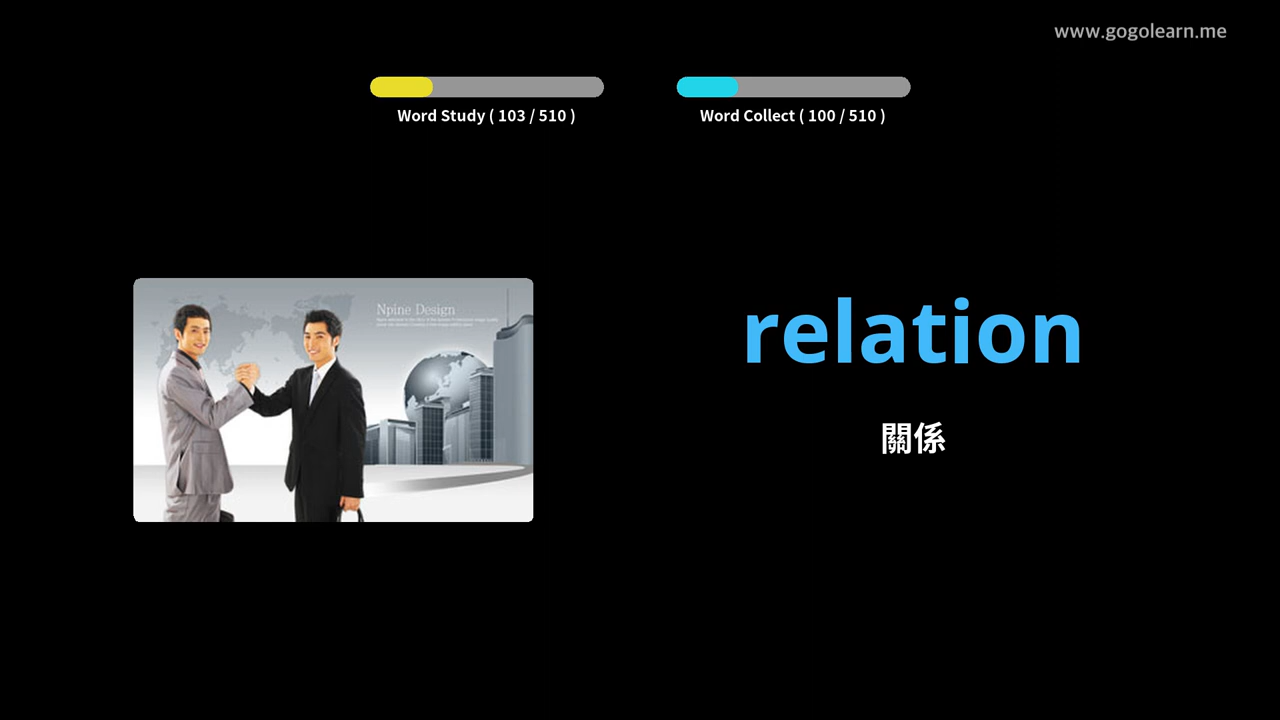 www.gogolearn.me
Word Study ( 103 / 510 )
Word Collect ( 100 / 510 )
Npine Design
relation
關係